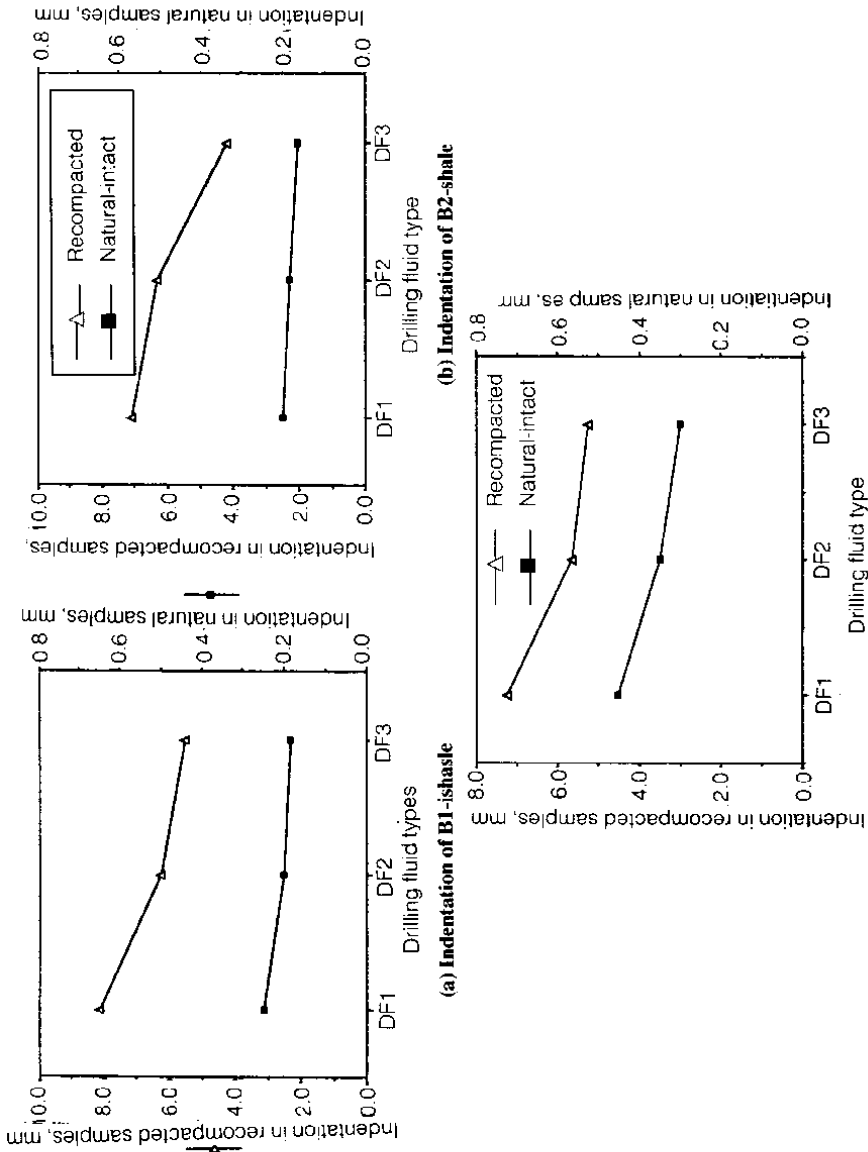 Indentation in recompacted samples, mm
10.0
8.0
6.0
4.0
2.0
0.0
DF1
DF2
DF3
Drilling fluid types
0.8
0.6
0.4
0.2
0.0
Indentation in natural samples, mm
(a) Indentation of B1-ishasle
Indentation in recompacted samples,
10.0
8.0
6.0
4.0
2.0
0.0
Recompacted
Natural-intact
DF1
DF2
DF3
Drilling fluid type
0.8
0.6
0.4
0.2
0.0
Indentation in natural samples, mm
(b) Indentation of B2-shale
Indentation in recompacted samples, mm
8.0
6.0
4.0
2.0
0.0
Recompacted
Natural-intact
DF1
DF2
DF3
Drilling fluid type
0.8
0.6
0.4
0.2
0.0
Indentation in natural samp es, mm